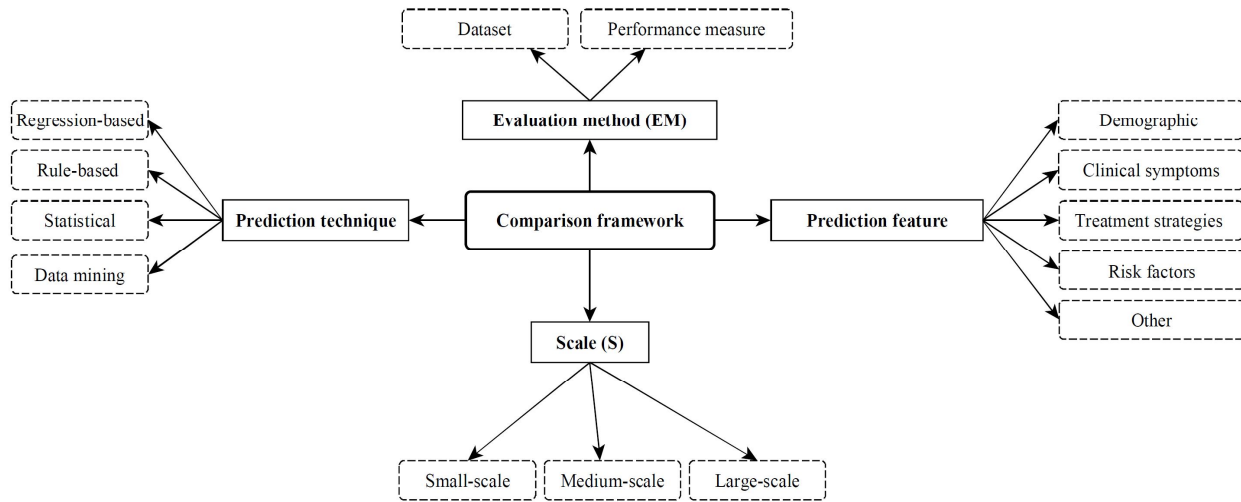 Dataset
Performance measure
Evaluation method (EM)
Regression-based
Rule-based
Statistical
Data mining
Prediction technique
Comparison framework
Prediction feature
Demographic
Clinical symptoms
Treatment strategies
Risk factors
Other
Scale (S)
Small-scale
Medium-scale
Large-scale